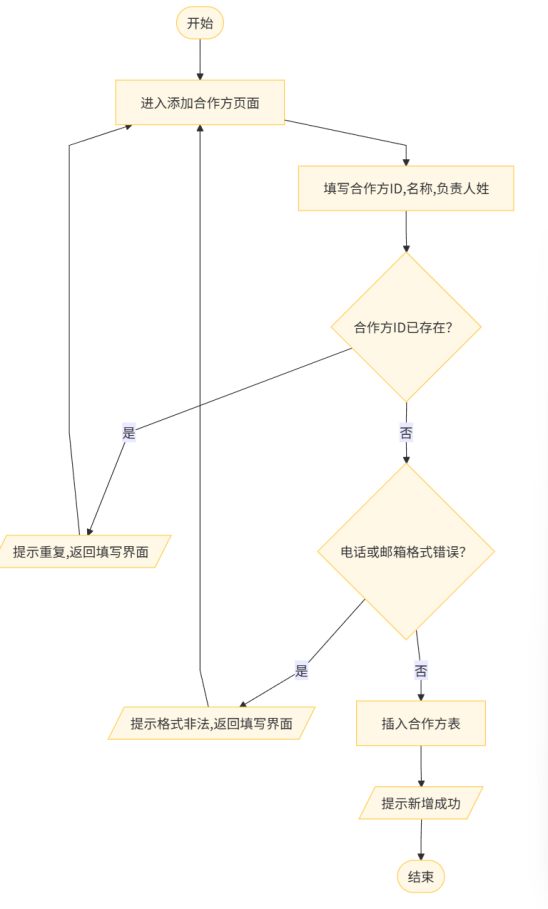 开始
进入添加合作方页面
填写合作方ID,名称,负责人姓
合作方ID已存在?
是
否
提示重复,返回填写界面
电话或邮箱格式错误?
是
否
提示格式非法,返回填写界面
插入合作方表
提示新增成功
结束